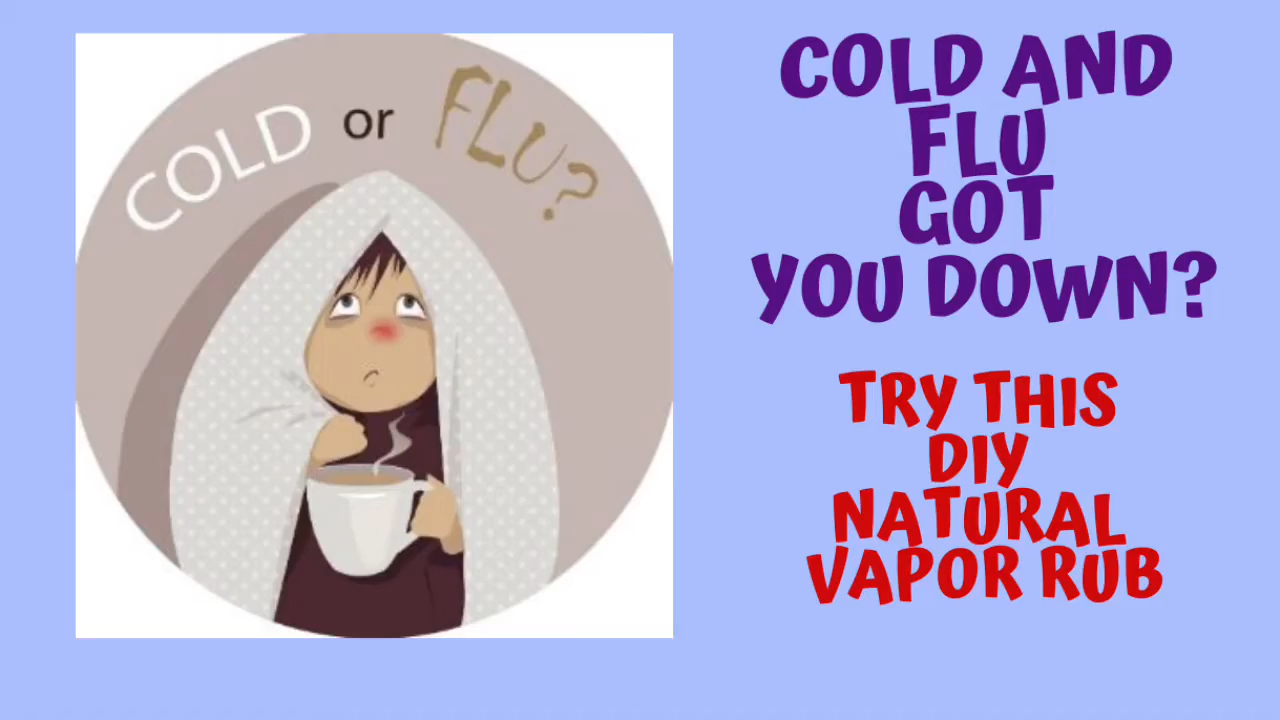 COLD or FLU?
COLD AND
FLU
GOT
YOU DOWN?
TRY THIS
DIY
NATURAL
VAPOR RUB